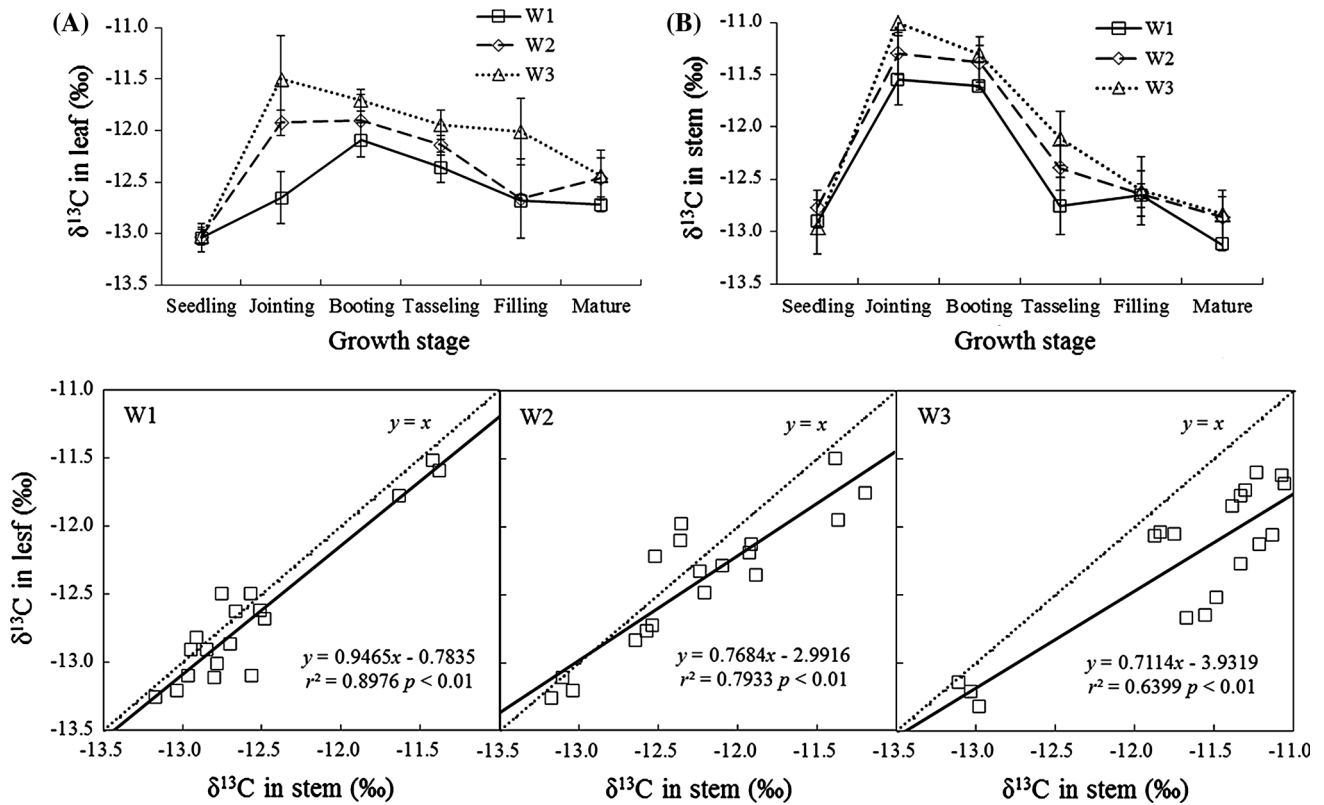 (A)
W1
W2
W3
δ¹³C in leaf (‰)
-11.0
-11.5
-12.0
-12.5
-13.0
-13.5
Seedling Jointing Booting Tasseling Filling Mature
Growth stage
(B)
W1
W2
W3
δ¹³C in stem (‰)
-11.0
-11.5
-12.0
-12.5
-13.0
-13.5
Seedling Jointing Booting Tasseling Filling Mature
Growth stage
δ¹³C in lesf (‰)
-11.0
-11.5
-12.0
-12.5
-13.0
-13.5
W1
y = x
y = 0.9465x - 0.7835
r² = 0.8976 p < 0.01
-13.5 -13.0 -12.5 -12.0 -11.5
δ¹³C in stem (‰)
W2
y = x
y = 0.7684x - 2.9916
r² = 0.7933 p < 0.01
-13.5 -13.0 -12.5 -12.0 -11.5
δ¹³C in stem (‰)
W3
y = x
y = 0.7114x - 3.9319
r² = 0.6399 p < 0.01
-13.5 -13.0 -12.5 -12.0 -11.5 -11.0
δ¹³C in stem (‰)